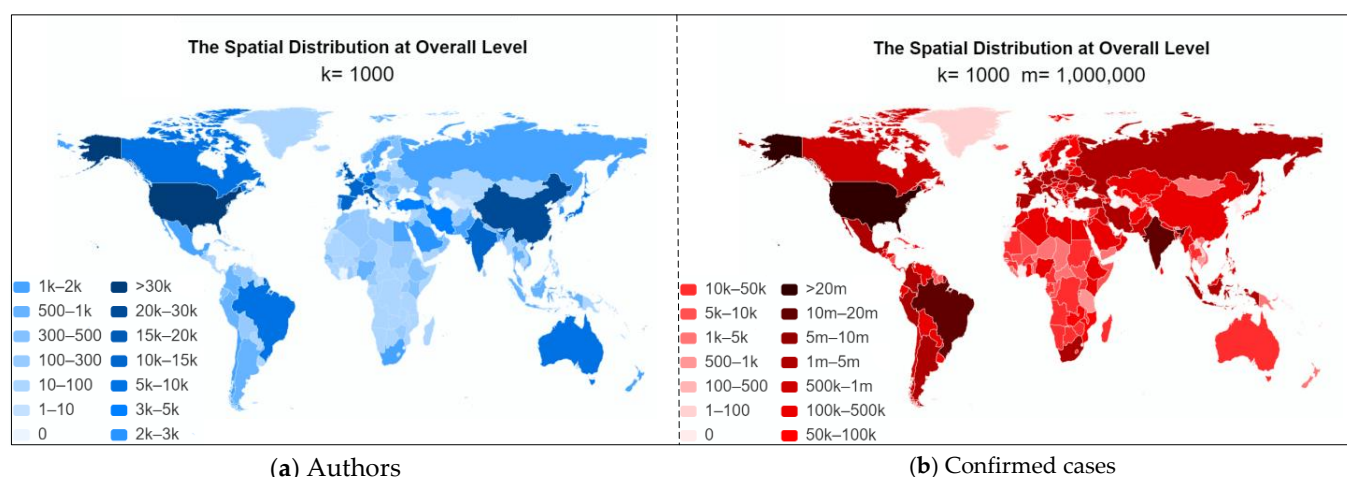 The Spatial Distribution at Overall Level
k= 1000
1k–2k
500–1k
300–500
100–300
10–100
1–10
0
>30k
20k–30k
15k–20k
10k–15k
5k–10k
3k–5k
2k–3k
(a) Authors
The Spatial Distribution at Overall Level
k= 1000 m= 1,000,000
10k–50k
5k–10k
1k–5k
500–1k
100–500
1–100
0
>20m
10m–20m
5m–10m
1m–5m
500k–1m
100k–500k
50k–100k
(b) Confirmed cases